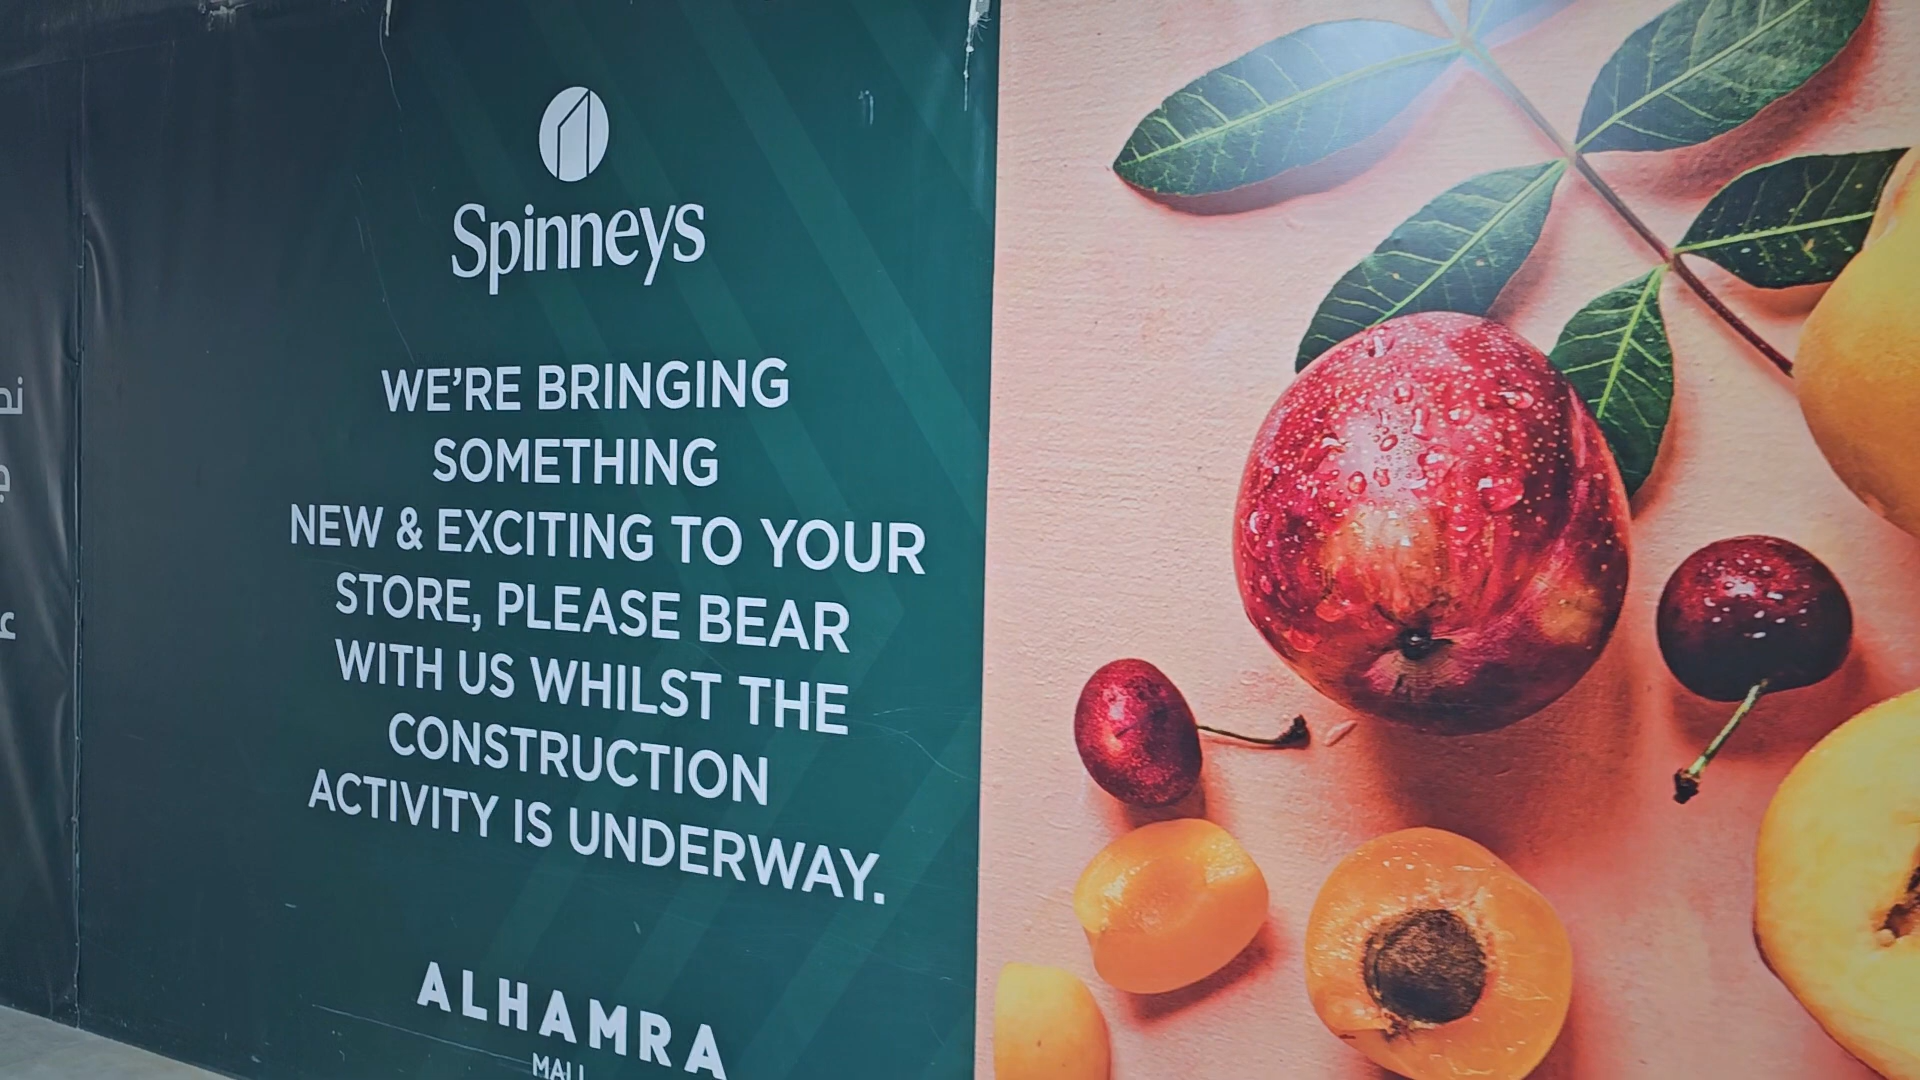 Spinneys
WE'RE BRINGING
SOMETHING
NEW & EXCITING TO YOUR
STORE, PLEASE BEAR
WITH US WHILST THE
CONSTRUCTION
ACTIVITY IS UNDERWAY.
ALHAMRA
MALL